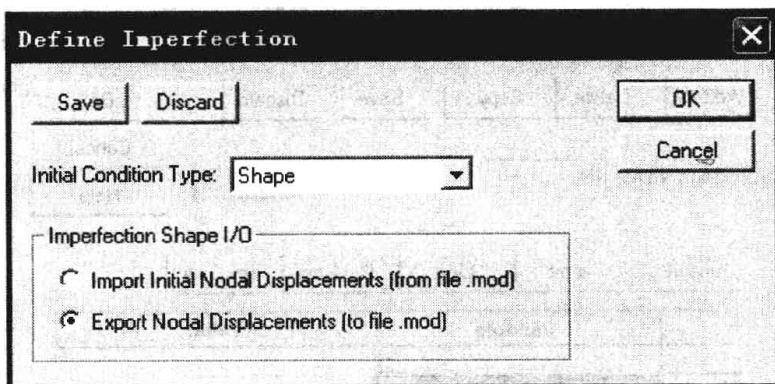 Define Imperfection
Save Discard OK
Cancel
Initial Condition Type: Shape
Imperfection Shape I/O
Import Initial Nodal Displacements (from file .mod)
Export Nodal Displacements (to file .mod)